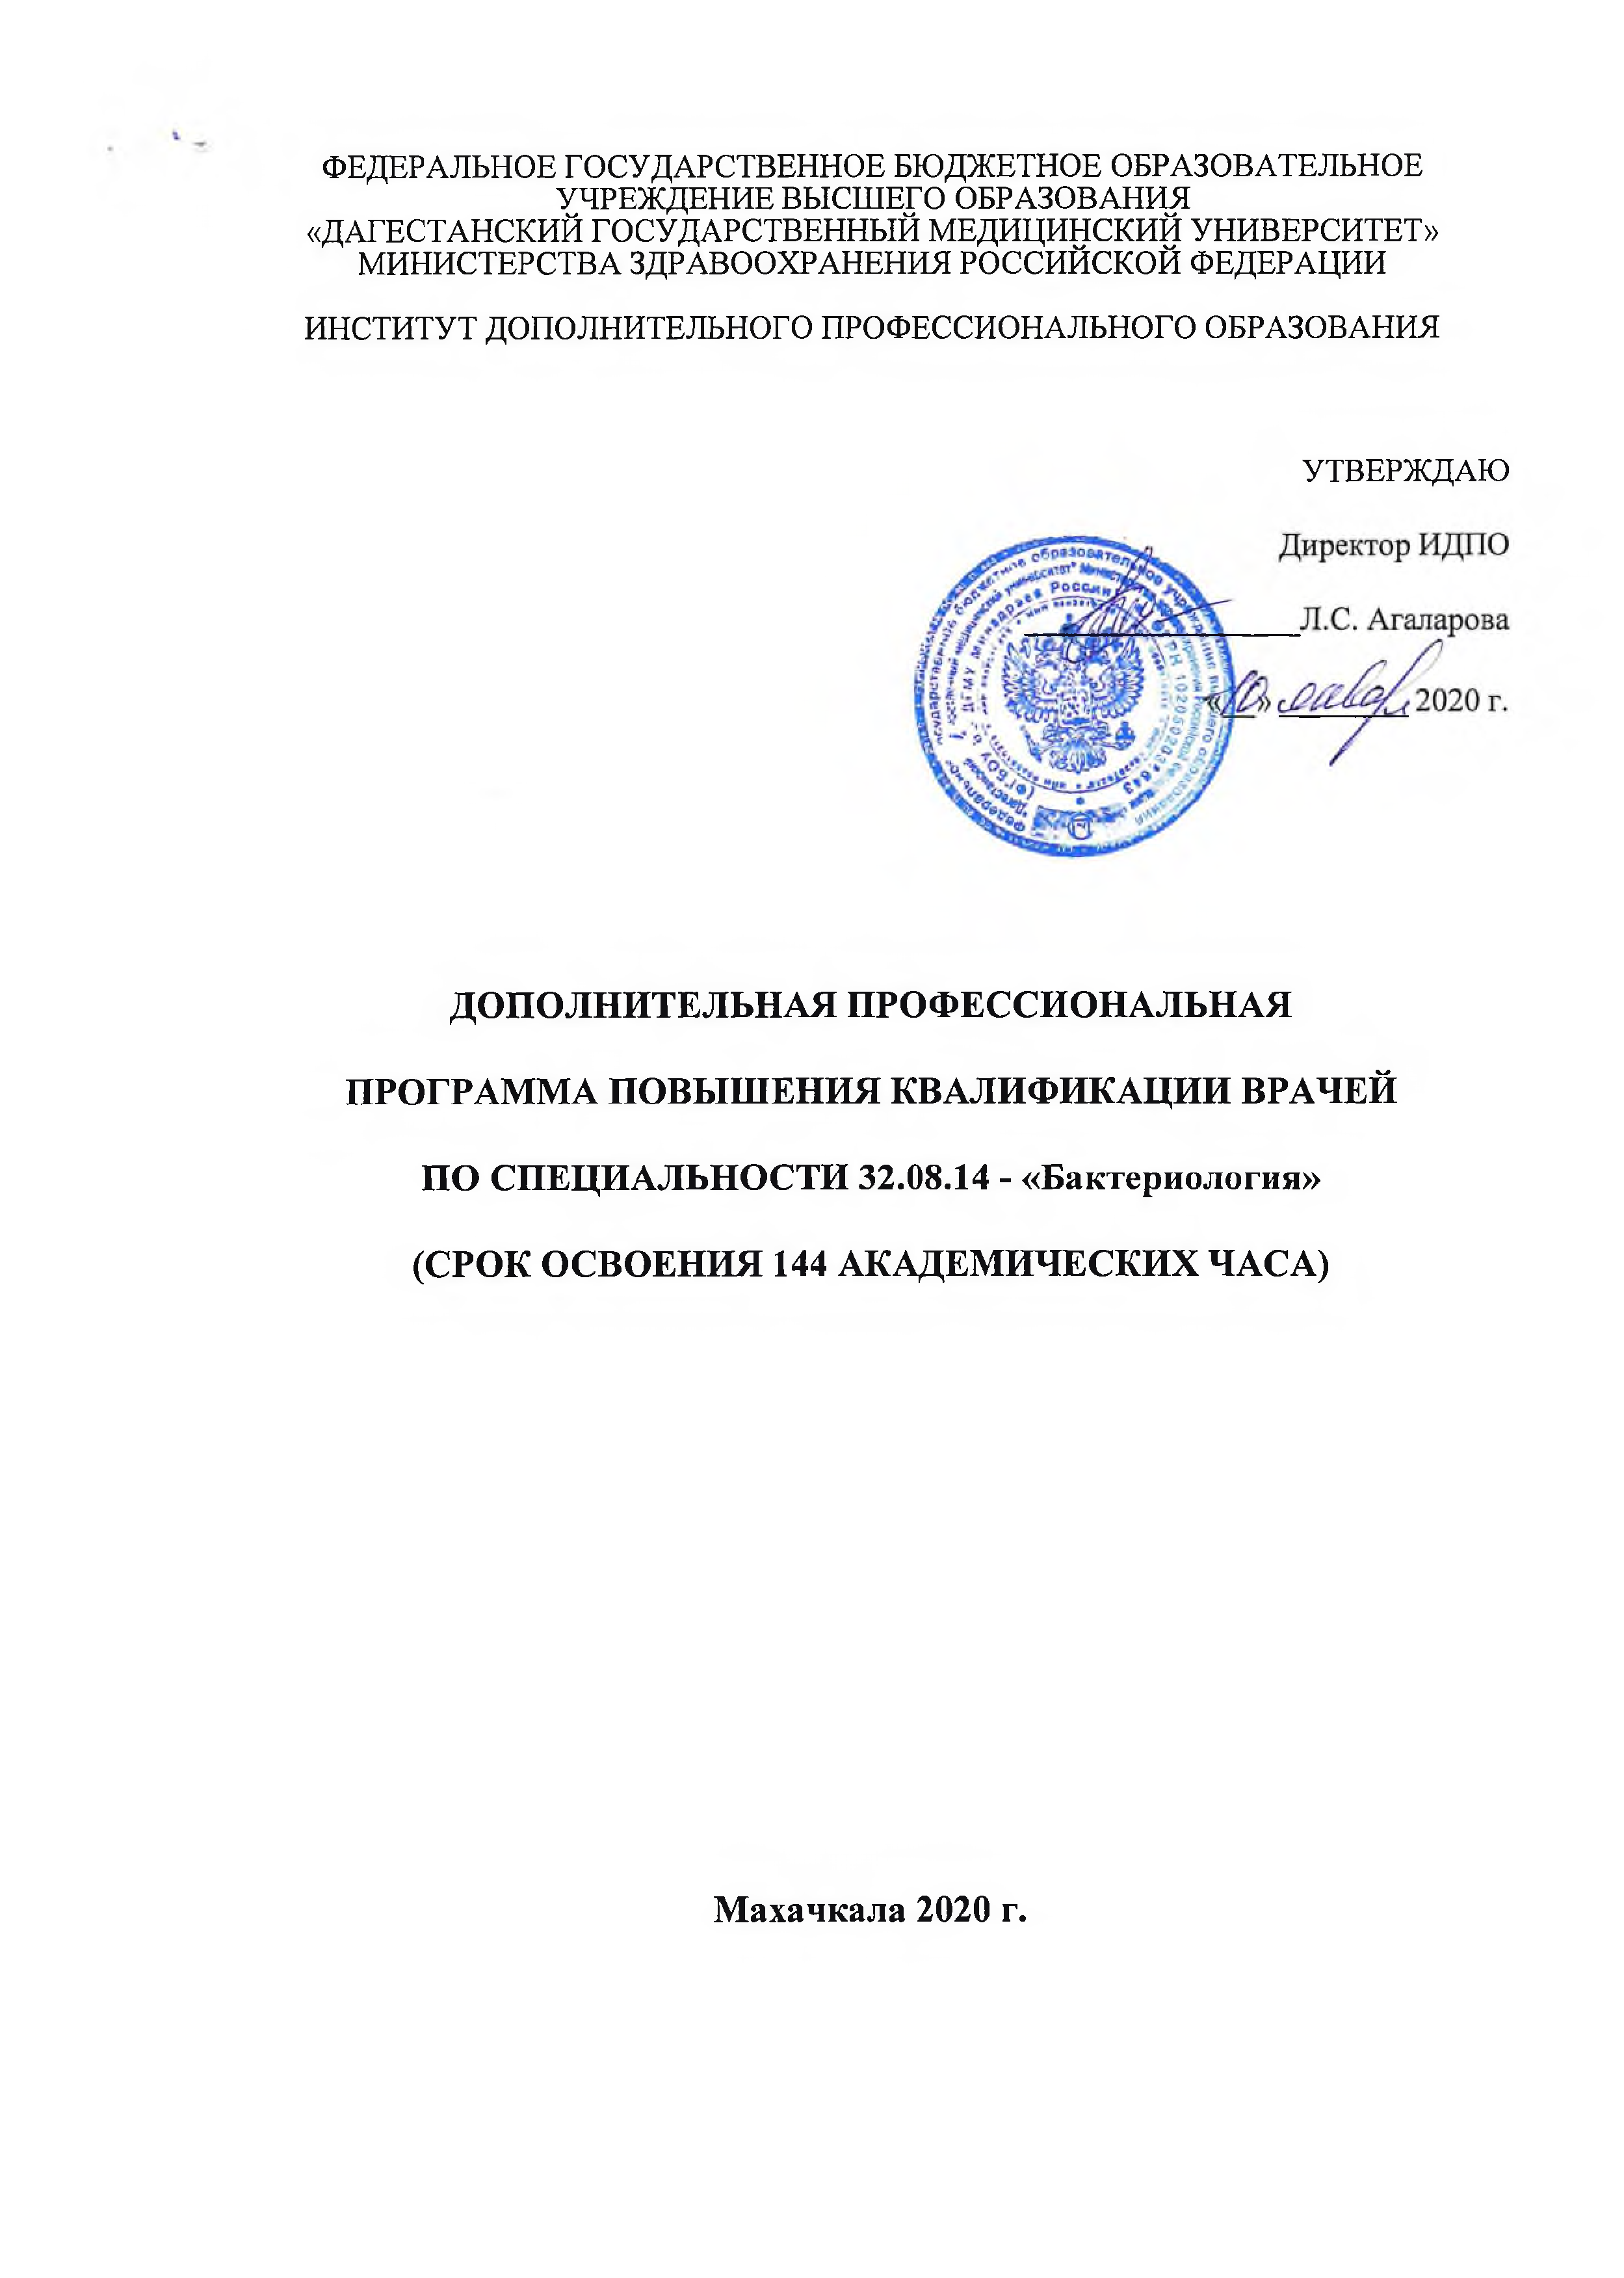 ФЕДЕРАЛЬНОЕ ГОСУДАРСТВЕННОЕ БЮДЖЕТНОЕ ОБРАЗОВАТЕЛЬНОЕ
УЧРЕЖДЕНИЕ ВЫСШЕГО ОБРАЗОВАНИЯ
«ДАГЕСТАНСКИЙ ГОСУДАРСТВЕННЫЙ МЕДИЦИНСКИЙ УНИВЕРСИТЕТ»
МИНИСТЕРСТВА ЗДРАВООХРАНЕНИЯ РОССИЙСКОЙ ФЕДЕРАЦИИ
ИНСТИТУТ ДОПОЛНИТЕЛЬНОГО ПРОФЕССИОНАЛЬНОГО ОБРАЗОВАНИЯ
УТВЕРЖДАЮ
Директор ИДПО
Л.С. Агаларова
«10» января 2020 г.
ДОПОЛНИТЕЛЬНАЯ ПРОФЕССИОНАЛЬНАЯ
ПРОГРАММА ПОВЫШЕНИЯ КВАЛИФИКАЦИИ ВРАЧЕЙ
ПО СПЕЦИАЛЬНОСТИ 32.08.14 - «Бактериология»
(СРОК ОСВОЕНИЯ 144 АКАДЕМИЧЕСКИХ ЧАСА)
Махачкала 2020 г.